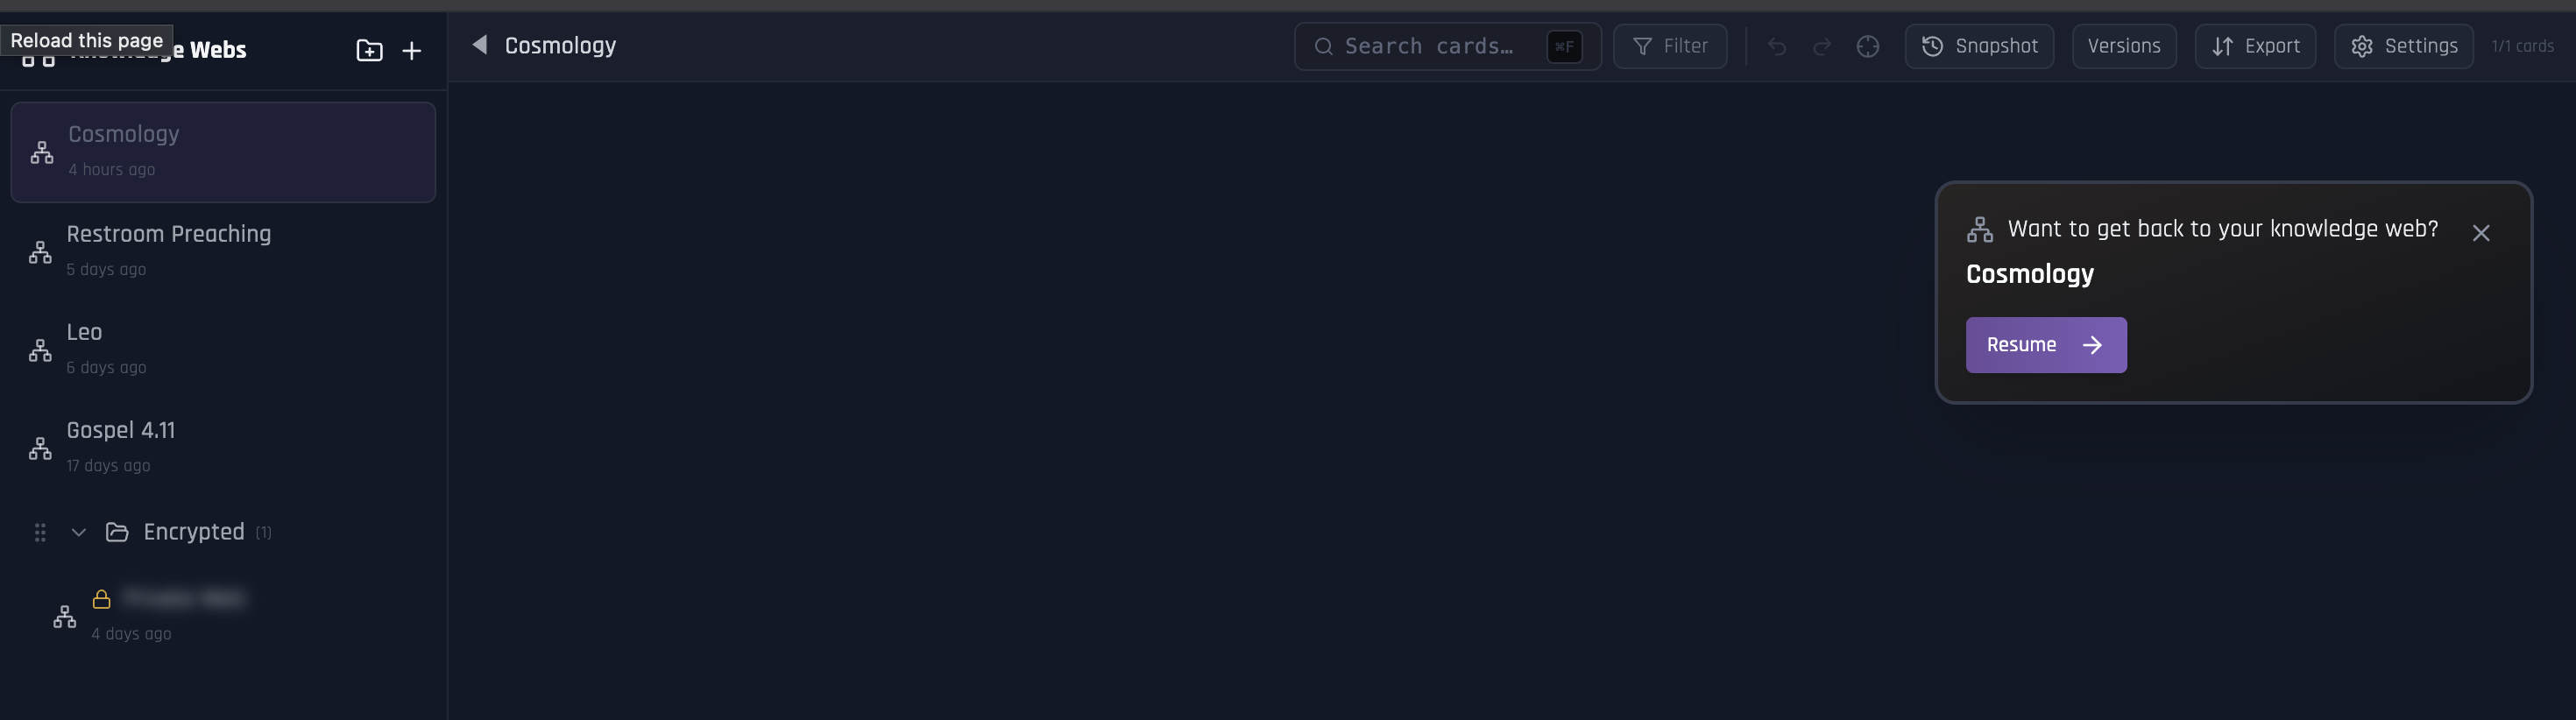 Reload this page
e Webs
Cosmology
Search cards…
⌘F
Filter
Snapshot
Versions
Export
Settings
1/1 cards
Cosmology
4 hours ago
Restroom Preaching
5 days ago
Leo
6 days ago
Gospel 4.11
17 days ago
Encrypted (1)
4 days ago
Want to get back to your knowledge web?
Cosmology
Resume